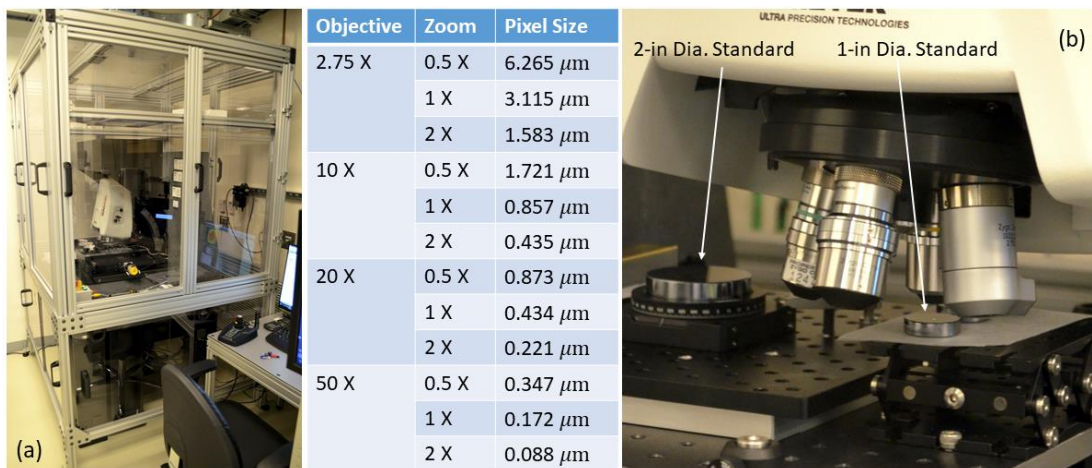 Objective Zoom Pixel Size
2.75 X 0.5 X 6.265 μm
1 X 3.115 μm
2 X 1.583 μm
10 X 0.5 X 1.721 μm
1 X 0.857 μm
2 X 0.435 μm
20 X 0.5 X 0.873 μm
1 X 0.434 μm
2 X 0.221 μm
50 X 0.5 X 0.347 μm
1 X 0.172 μm
2 X 0.088 μm
(a)
ULTRA PRECISION TECHNOLOGIES
2-in Dia. Standard
1-in Dia. Standard
(b)